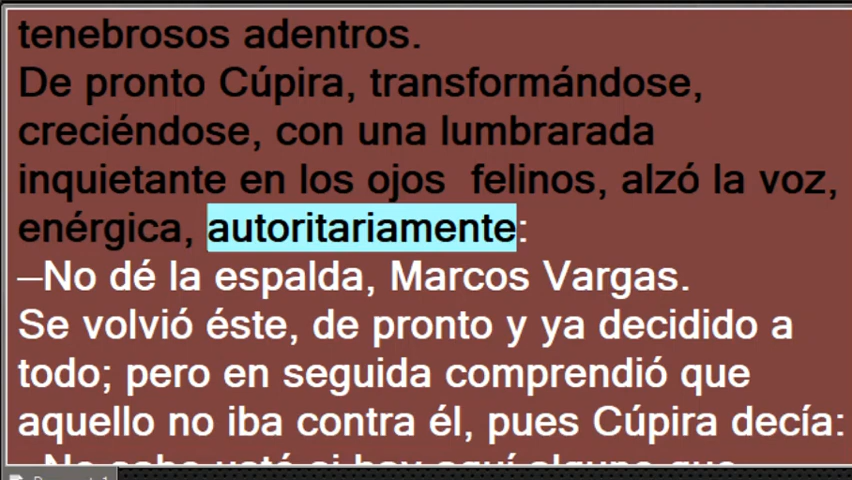 tenebrosos adentros.
De pronto Cúpira, transformándose,
creciéndose, con una lumbrarada
inquietante en los ojos  felinos, alzó la voz,
enérgica, autoritariamente:
—No dé la espalda, Marcos Vargas.
Se volvió éste, de pronto y ya decidido a
todo; pero en seguida comprendió que
aquello no iba contra él, pues Cúpira decía: